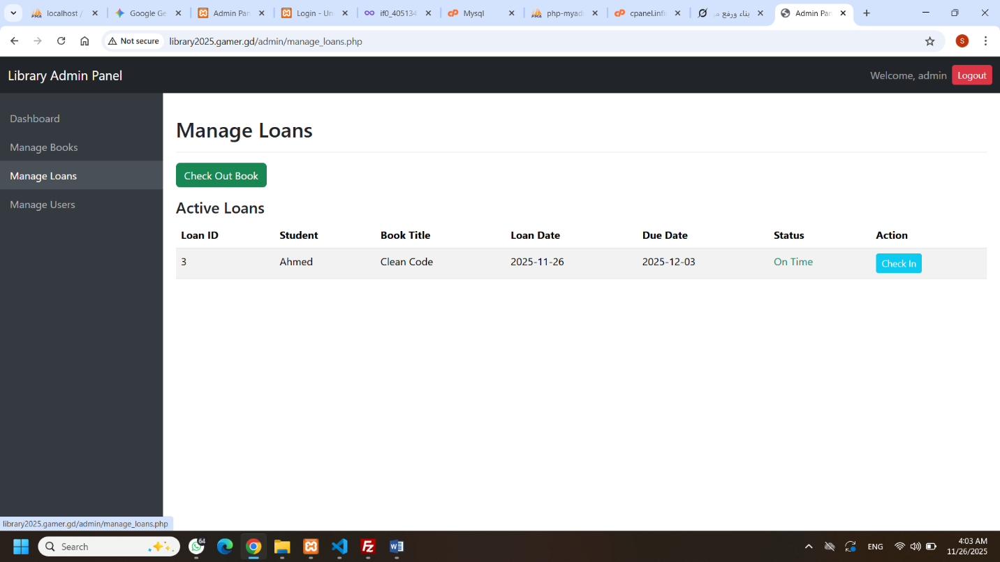 localhost /
Google Ge
Admin Pan
Login - Un
if0_405134
Mysql
php-myad
cpanel.infi
بناء ورفع م
Admin Pan
Not secure
library2025.gamer.gd/admin/manage_loans.php
S
Library Admin Panel
Welcome, admin
Logout
Dashboard
Manage Books
Manage Loans
Manage Users
Manage Loans
Check Out Book
Active Loans
Loan ID Student Book Title Loan Date Due Date Status Action
3 Ahmed Clean Code 2025-11-26 2025-12-03 On Time Check In
library2025.gamer.gd/admin/manage_loans.php
Search
64
ENG
4:03 AM
11/26/2025